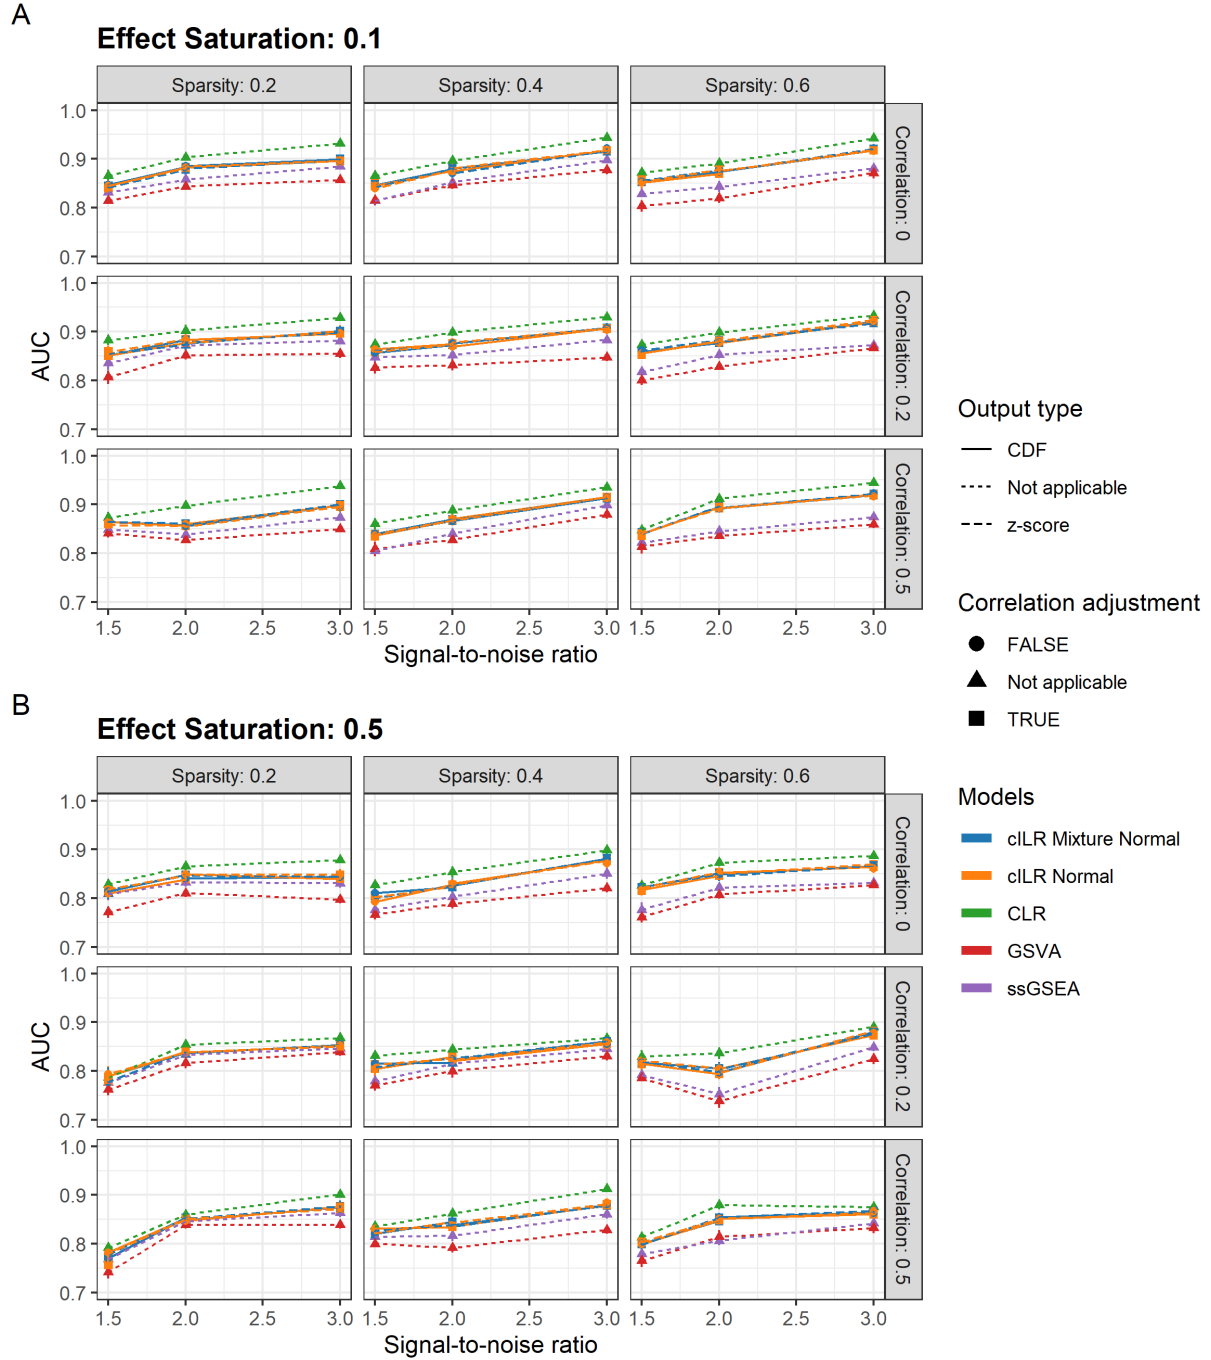 A
Effect Saturation: 0.1
Sparsity: 0.2
Sparsity: 0.4
Sparsity: 0.6
1.0
0.9
0.8
0.7
Correlation: 0
1.0
0.9
0.8
0.7
Correlation: 0.2
1.0
0.9
0.8
0.7
Correlation: 0.5
AUC
1.5 2.0 2.5 3.0
1.5 2.0 2.5 3.0
1.5 2.0 2.5 3.0
Signal-to-noise ratio
B
Effect Saturation: 0.5
Sparsity: 0.2
Sparsity: 0.4
Sparsity: 0.6
1.0
0.9
0.8
0.7
Correlation: 0
1.0
0.9
0.8
0.7
Correlation: 0.2
1.0
0.9
0.8
0.7
Correlation: 0.5
AUC
1.5 2.0 2.5 3.0
1.5 2.0 2.5 3.0
1.5 2.0 2.5 3.0
Signal-to-noise ratio
Output type
CDF
Not applicable
z-score
Correlation adjustment
FALSE
Not applicable
TRUE
Models
cILR Mixture Normal
cILR Normal
CLR
GSVA
ssGSEA